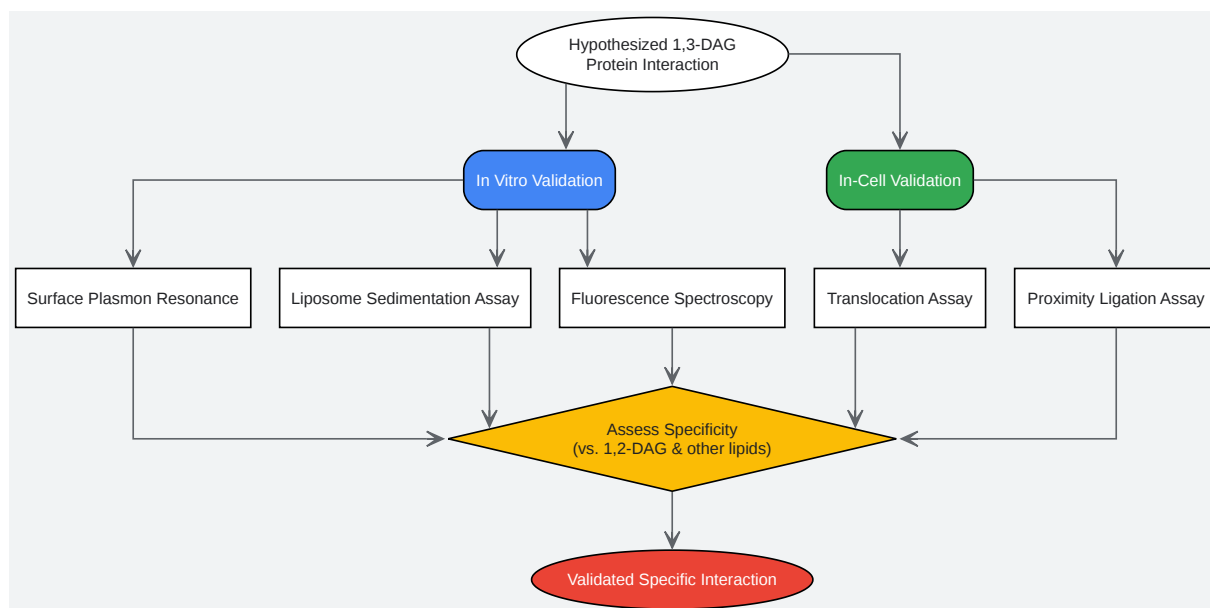 Hypothesized 1,3-DAG
Protein Interaction
In Vitro Validation
In-Cell Validation
Surface Plasmon Resonance
Liposome Sedimentation Assay
Fluorescence Spectroscopy
Translocation Assay
Proximity Ligation Assay
Assess Specificity
(vs. 1,2-DAG & other lipids)
Validated Specific Interaction